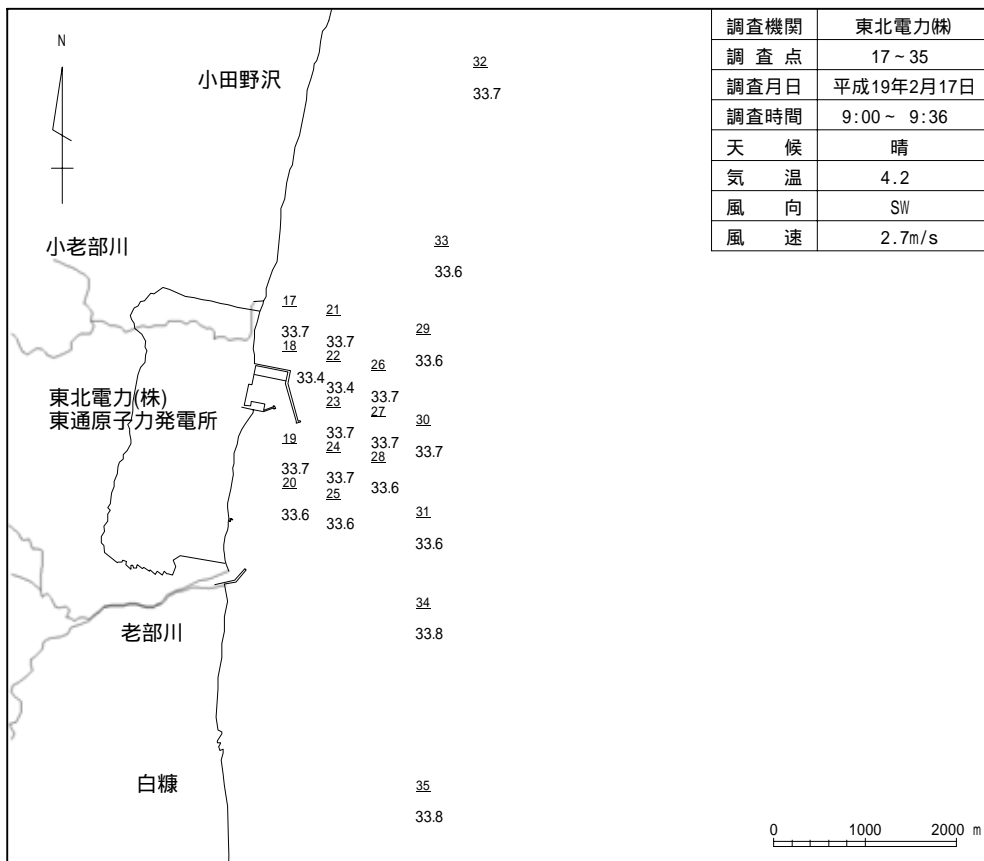 N
小田野沢
小老部川
東北電力(株)
東通原子力発電所
老部川
白糠
調査機関 東北電力㈱
調 査 点 17~35
調査月日 平成19年2月17日
調査時間 9:00~ 9:36
天 候 晴
気 温 4.2
風 向 SW
風 速 2.7m/s
32
33.7
33
33.6
17
33.7
21
33.7
29
33.6
18
33.4
22
33.4
26
33.7
23
33.7
27
33.7
30
33.7
19
33.7
24
33.7
28
33.6
20
33.6
25
33.6
31
33.6
34
33.8
35
33.8
0 1000 2000 m